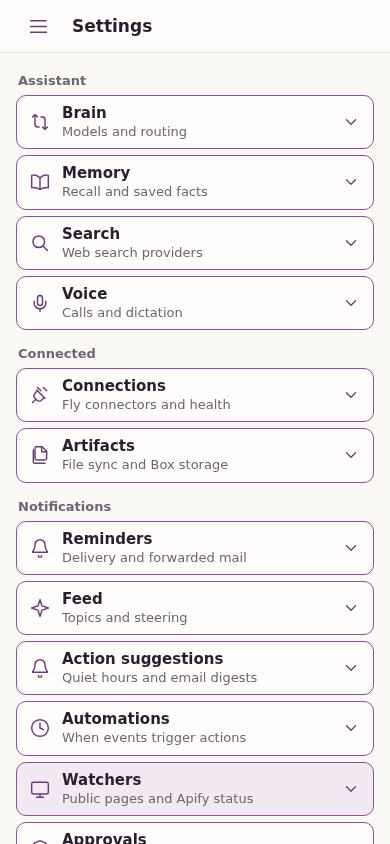 Settings
Assistant
Brain
Models and routing
Memory
Recall and saved facts
Search
Web search providers
Voice
Calls and dictation
Connected
Connections
Fly connectors and health
Artifacts
File sync and Box storage
Notifications
Reminders
Delivery and forwarded mail
Feed
Topics and steering
Action suggestions
Quiet hours and email digests
Automations
When events trigger actions
Watchers
Public pages and Apify status
Approvals